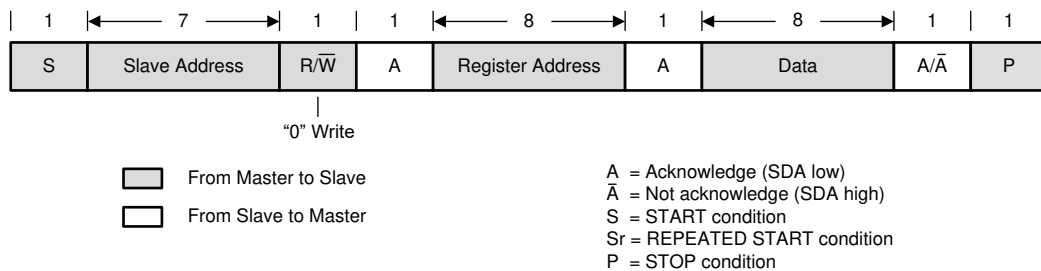 1 7 1 1 8 1 8 1 1
S Slave Address R/W̅ A Register Address A Data A/A̅ P
“0” Write
From Master to Slave
From Slave to Master
A = Acknowledge (SDA low)
A̅ = Not acknowledge (SDA high)
S = START condition
Sr = REPEATED START condition
P = STOP condition